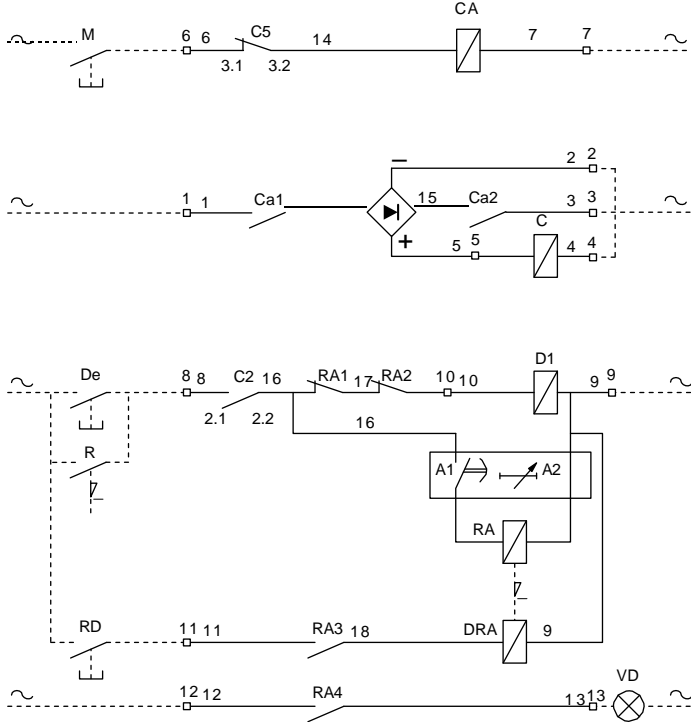 M 6 6 C5 14 CA 7 7
3.1 3.2
1 1 Ca1 − 15 Ca2 2 2
3 3
C
+ 5 5 4 4
De 8 8 C2 16 RA1 17 RA2 10 10 D1 9 9
2.1 2.2
16
R A1 A2
RA
RD 11 11 RA3 18 DRA 9
12 12 RA4 13 13 VD